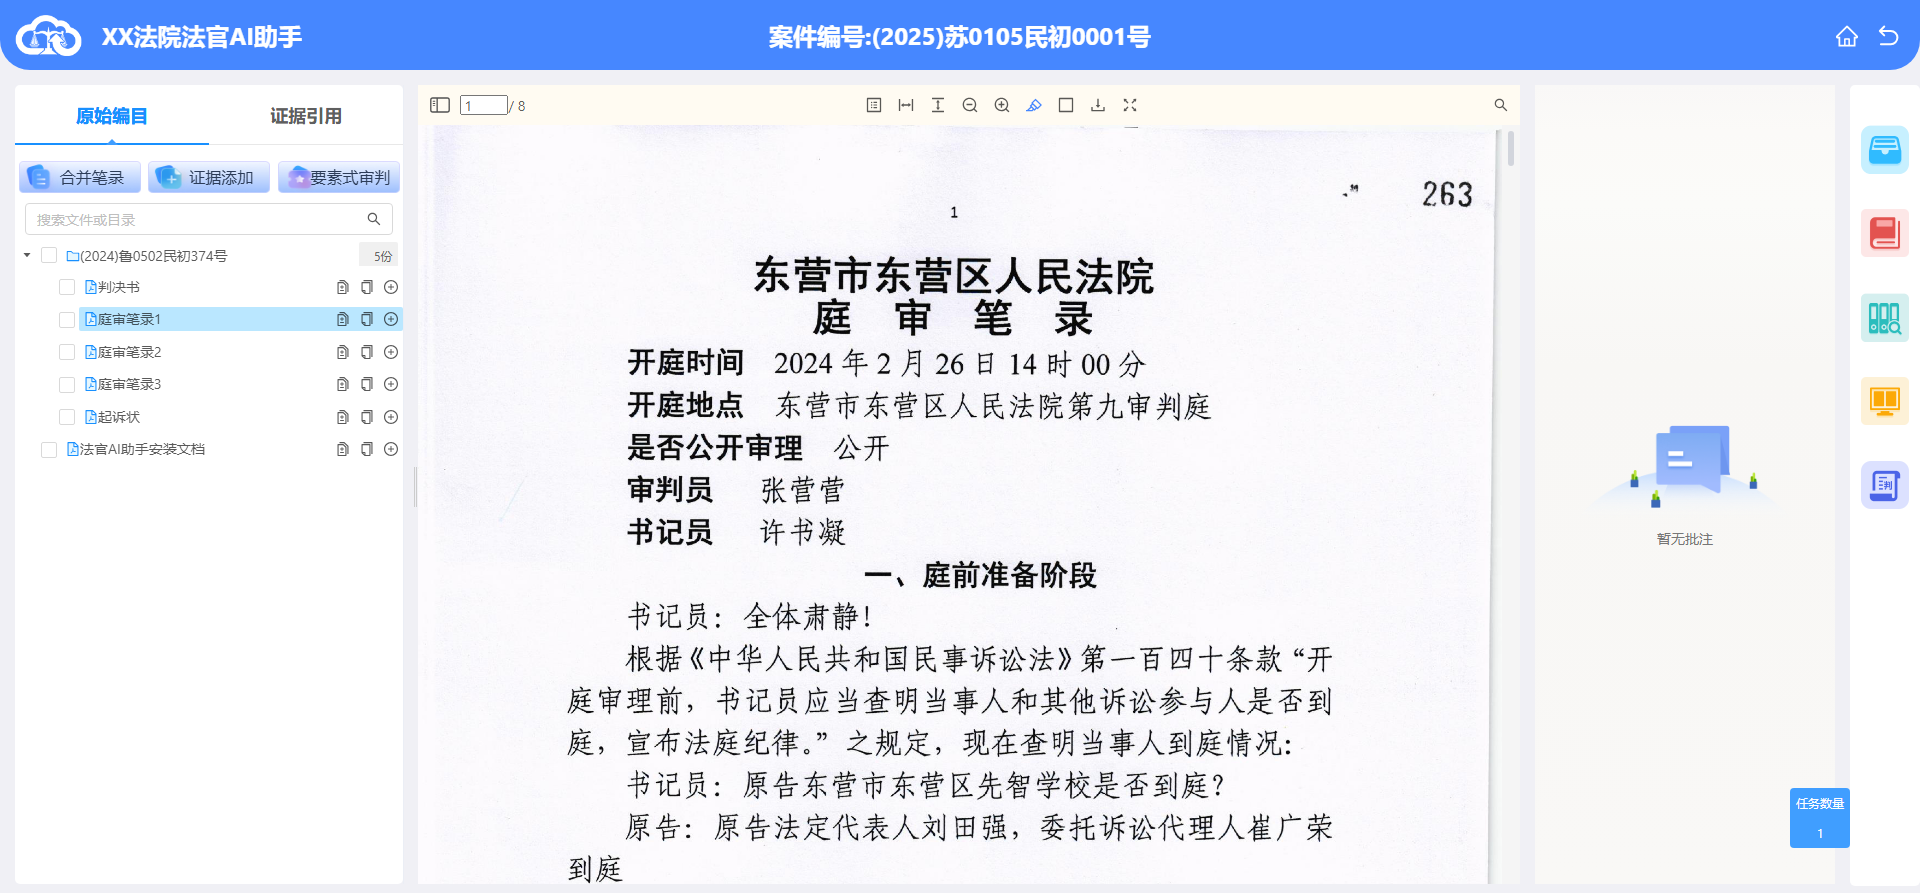 XX法院法官AI助手
案件编号:(2025)苏0105民初0001号
原始编目
证据引用
合并笔录
证据添加
要素式审判
搜索文件或目录
(2024)鲁0502民初374号
5份
判决书
庭审笔录1
庭审笔录2
庭审笔录3
起诉状
法官AI助手安装文档
1
/ 8
263
1
东营市东营区人民法院
庭 审 笔 录
开庭时间 2024 年 2 月 26 日 14 时 00 分
开庭地点 东营市东营区人民法院第九审判庭
是否公开审理 公开
审判员 张营营
书记员 许书凝
一、庭前准备阶段
书记员：全体肃静！
根据《中华人民共和国民事诉讼法》第一百四十条款“开
庭审理前，书记员应当查明当事人和其他诉讼参与人是否到
庭，宣布法庭纪律。”之规定，现在查明当事人到庭情况：
书记员：原告东营市东营区先智学校是否到庭？
原告：原告法定代表人刘田强，委托诉讼代理人崔广荣
到庭
暂无批注
判
任务数量
1